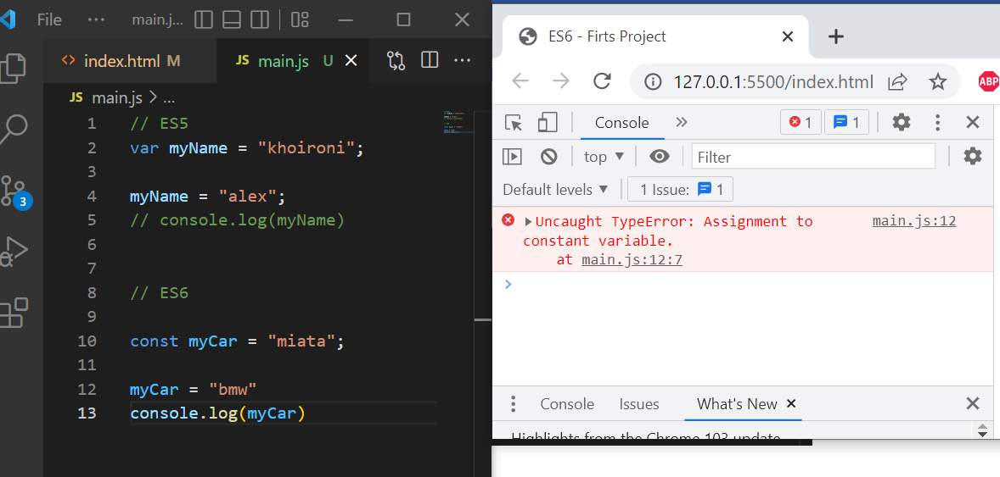 File ··· main.j...
index.html M
JS main.js U
JS main.js > ...
1 // ES5
2 var myName = "khoironi";
3
4 myName = "alex";
5 // console.log(myName)
6
7
8 // ES6
9
10 const myCar = "miata";
11
12 myCar = "bmw"
13 console.log(myCar)
3
ES6 - Firts Project
127.0.0.1:5500/index.html
ABP
Console » 1 1
top ▼ Filter
Default levels ▼ 1 Issue: 1
Uncaught TypeError: Assignment to main.js:12
constant variable.
at main.js:12:7
Console Issues What's New
Highlights from the Chrome 103 update